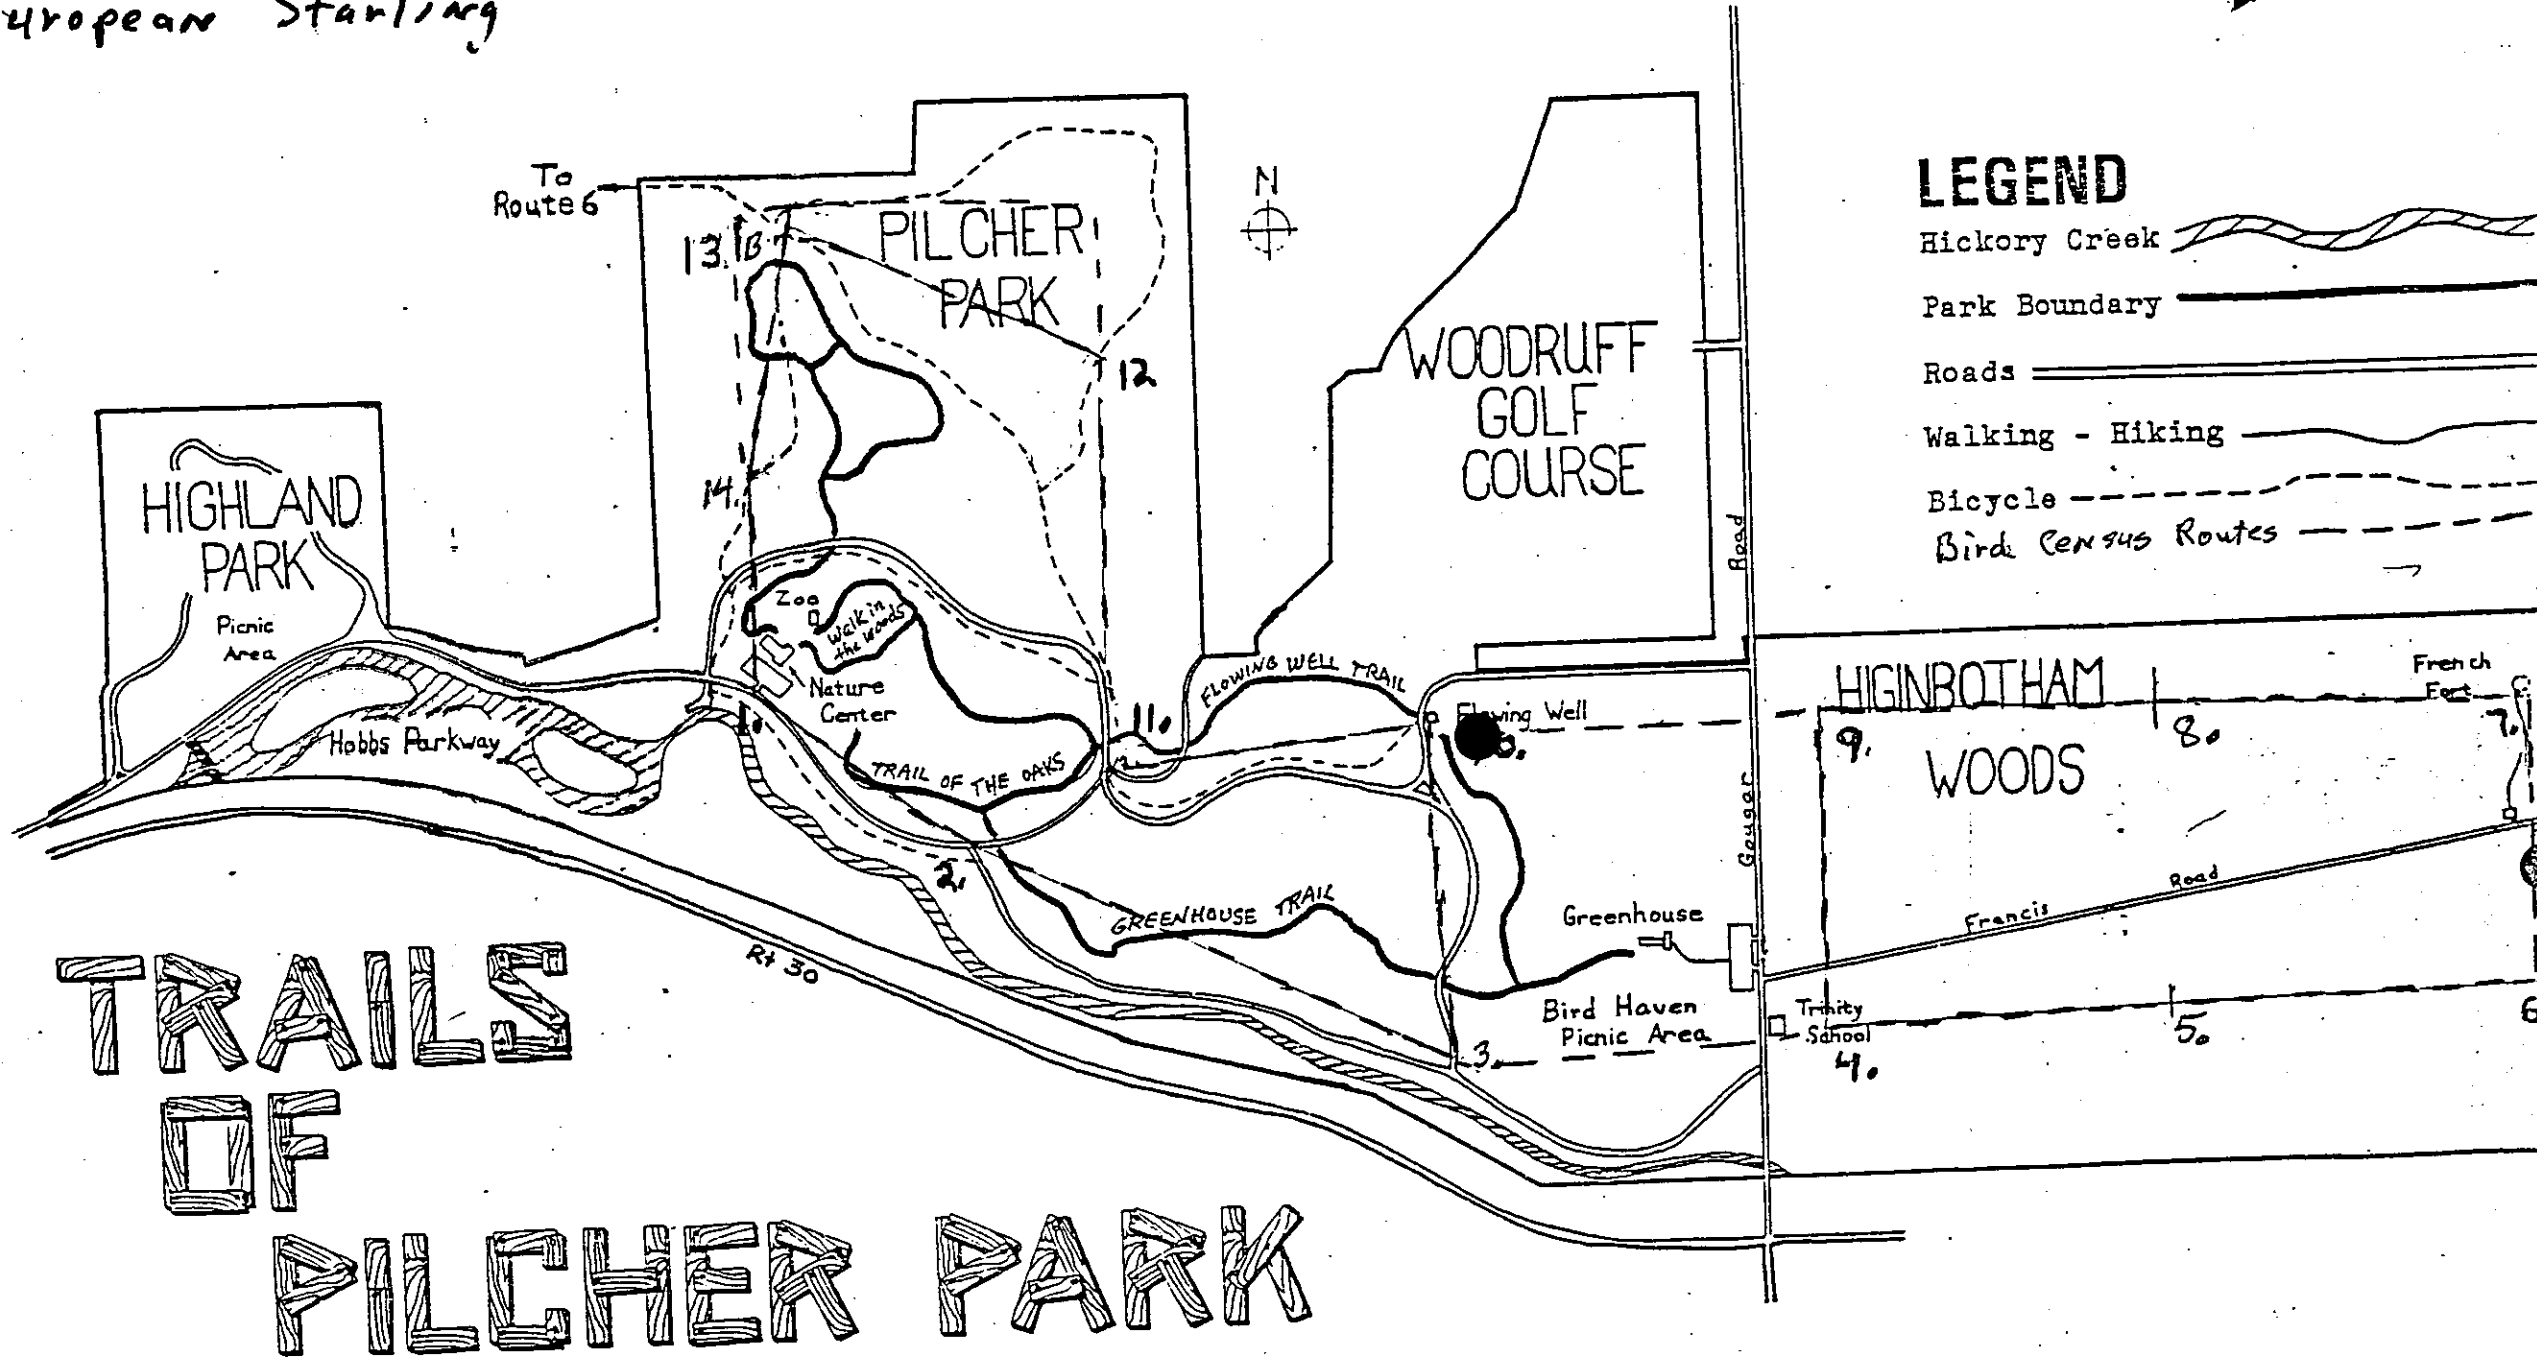 European Starling
To
Route 6
N
LEGEND
Hickory Creek
Park Boundary
Roads
Walking - Hiking
Bicycle
Bird Census Routes
13.
B
PILCHER
PARK
12
WOODRUFF
GOLF
COURSE
HIGHLAND
PARK
Picnic
Area
14.
Road
Zoo
Walk in
the Woods
Nature
Center
1.
Hobbs Parkway
TRAIL OF THE OAKS
11.
FLOWING WELL TRAIL
Flowing Well
HIGINBOTHAM
WOODS
French
Fort
9.
8.
7.
Gougar
2.
GREENHOUSE TRAIL
Greenhouse
Francis
Road
Rt 30
Bird Haven
Picnic Area
Trinity
School
3.
4.
5.
6
TRAILS
OF
PILCHER PARK